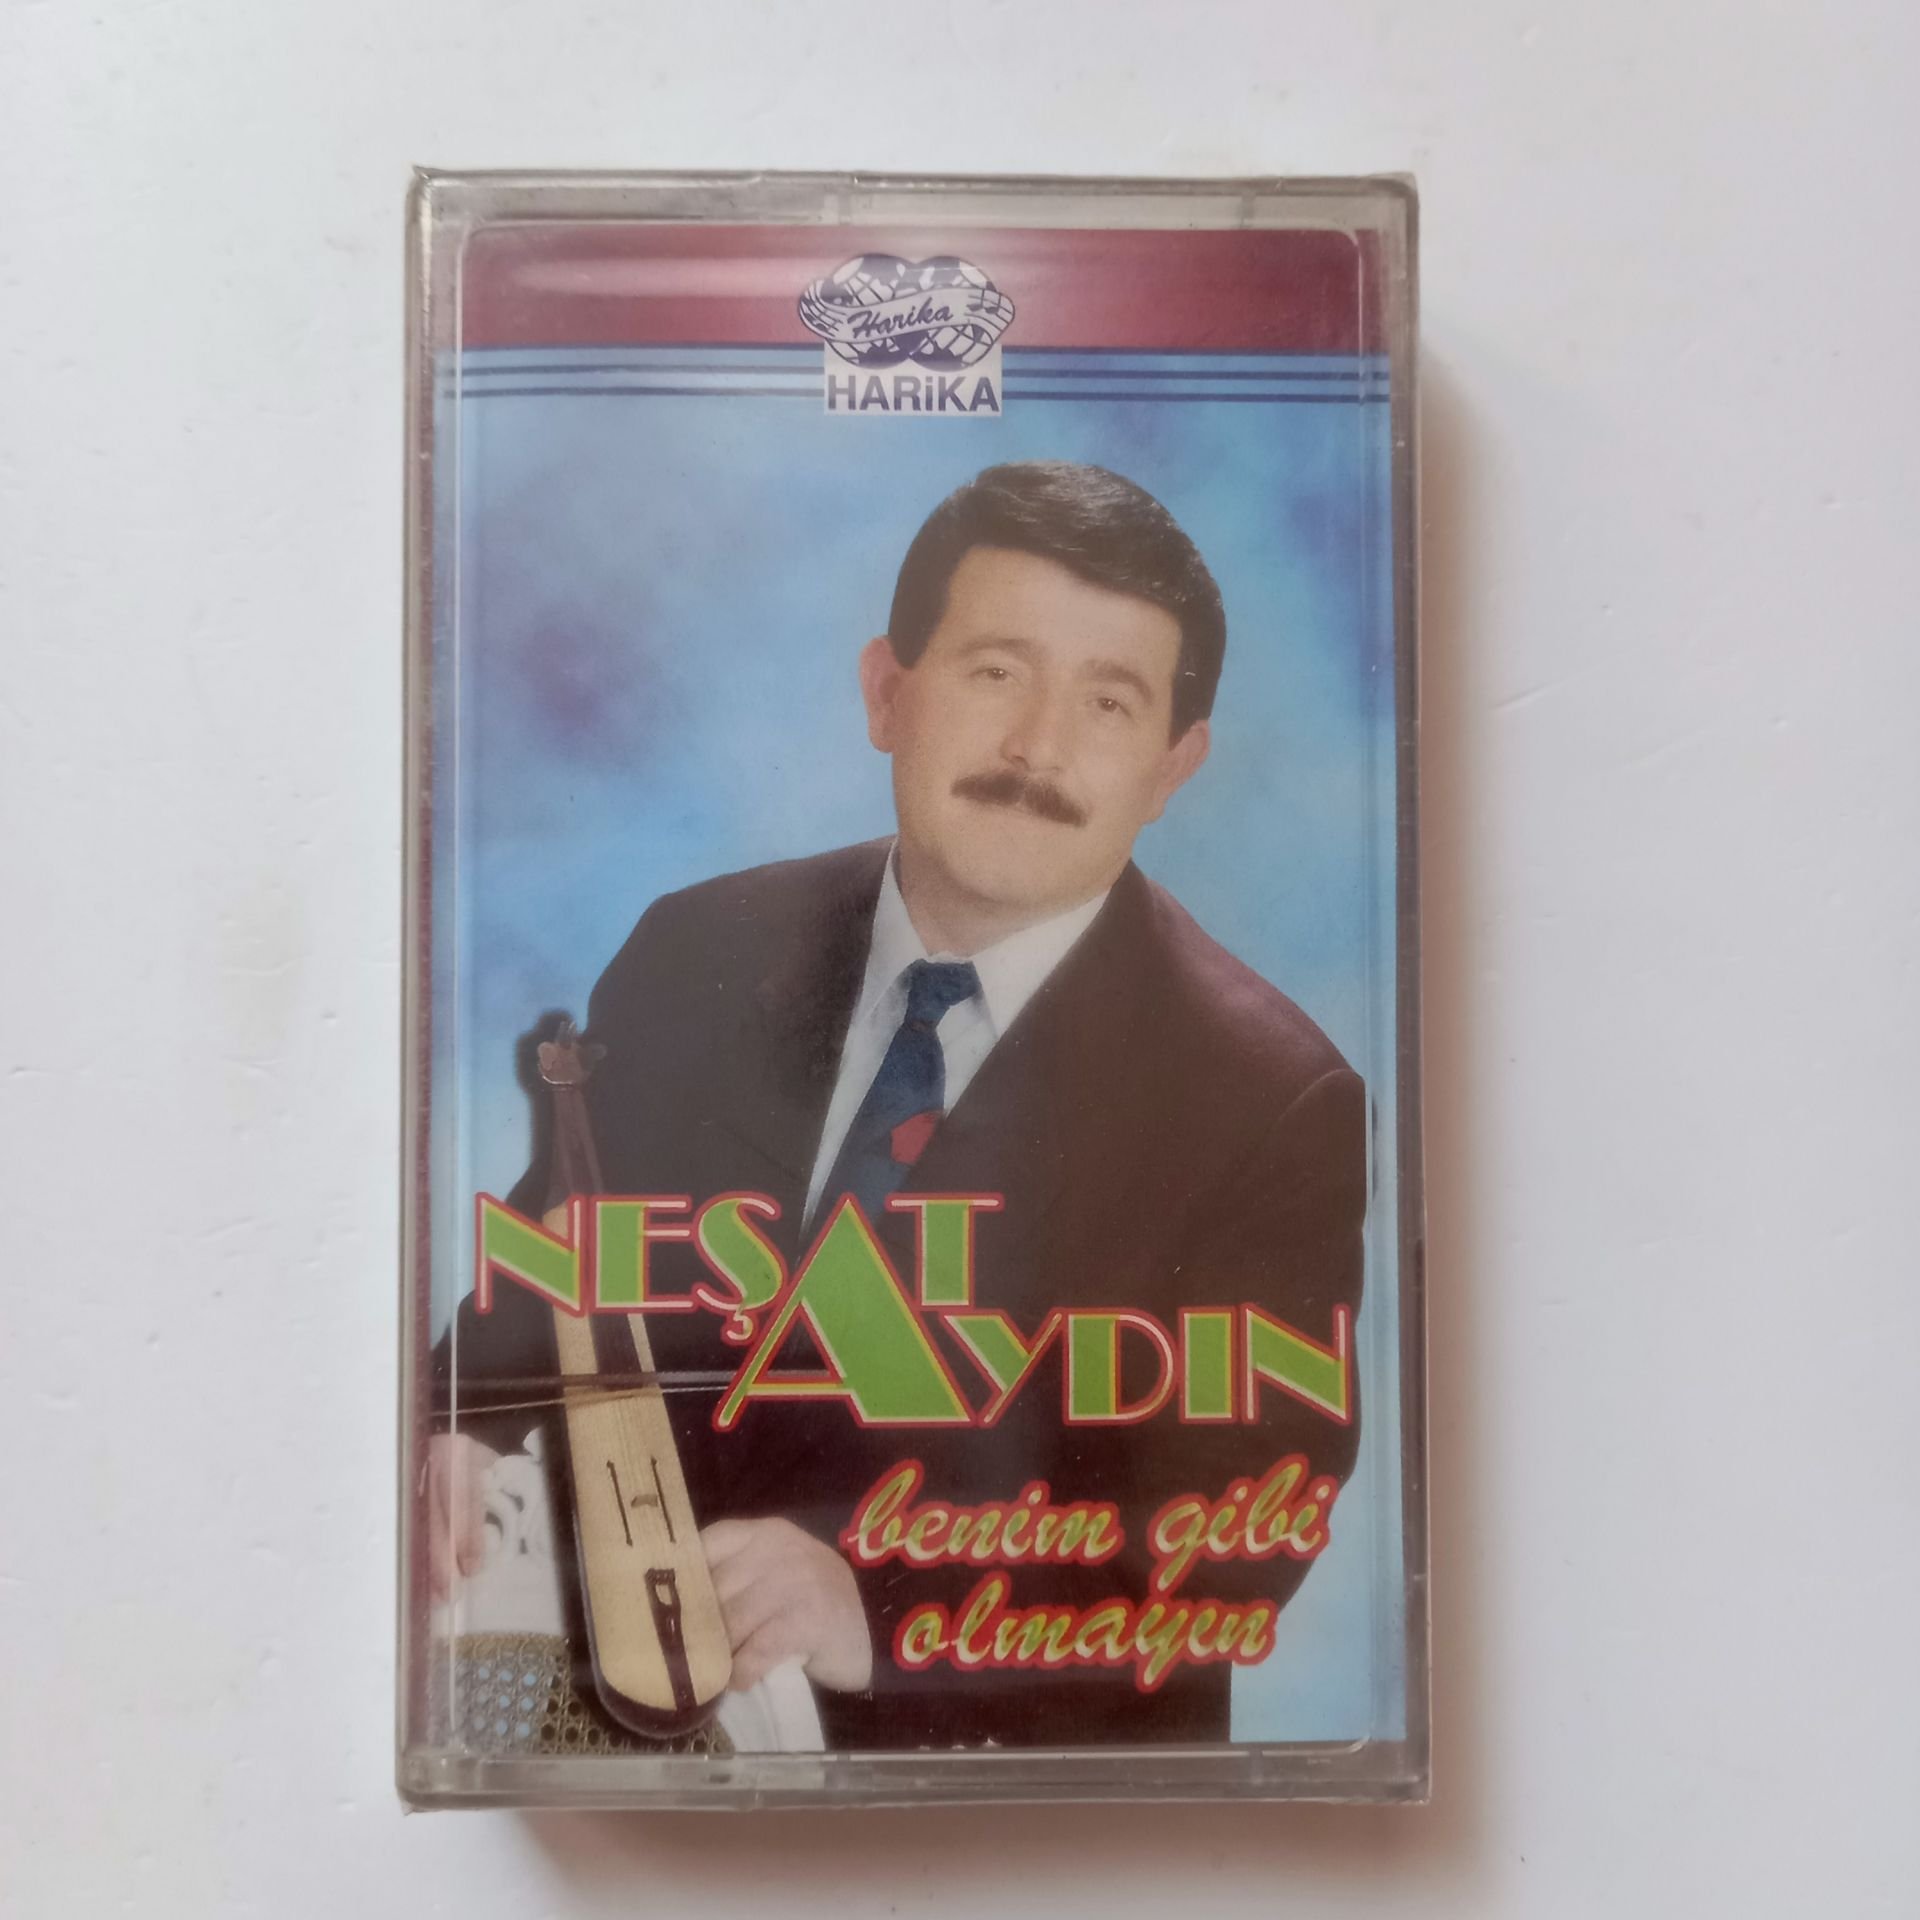 Harika
HARiKA
NEŞAT
AYDIN
benim gibi
olmayın